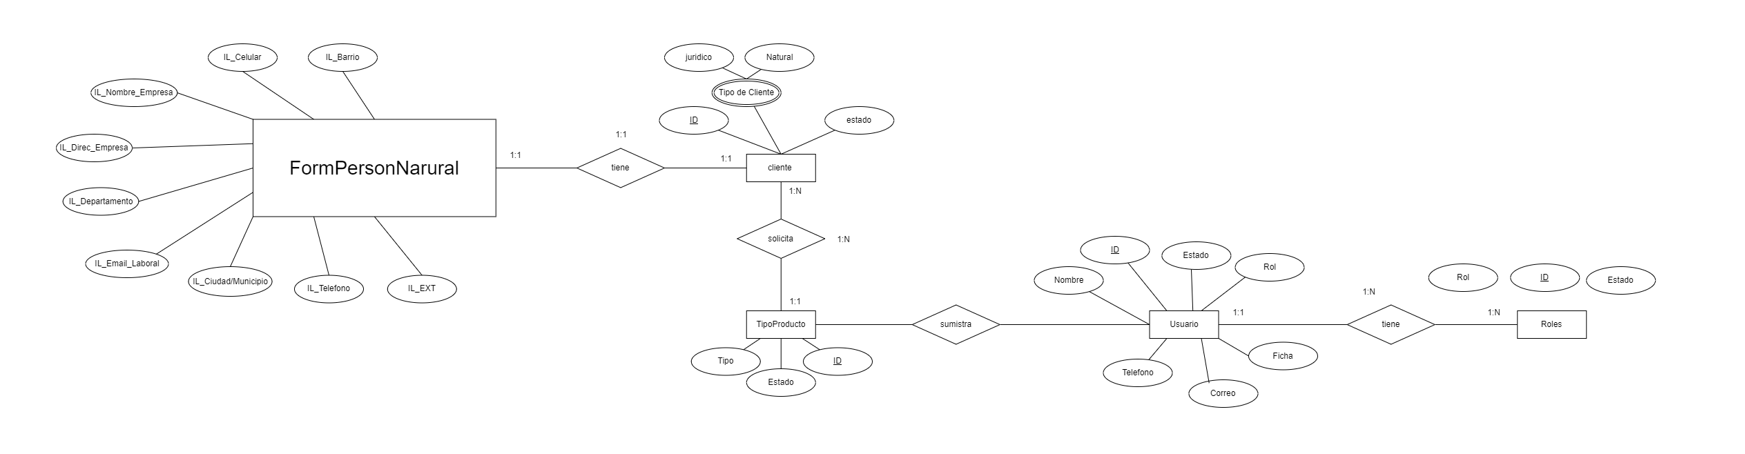 IL_Celular
IL_Barrio
juridico
Natural
IL_Nombre_Empresa
Tipo de Cliente
ID
estado
1:1
IL_Direc_Empresa
1:1
1:1
FormPersonNarural
tiene
cliente
1:N
IL_Departamento
solicita
1:N
IL_Email_Laboral
IL_Ciudad/Municipio
IL_Telefono
IL_EXT
ID
Estado
Rol
Nombre
Rol
ID
Estado
1:N
1:1
1:1
1:N
TipoProducto
sumistra
Usuario
tiene
Roles
Tipo
ID
Estado
Ficha
Telefono
Correo